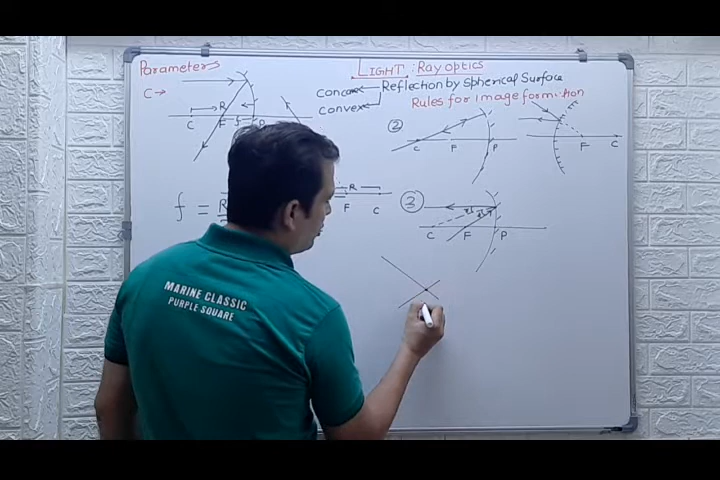 Parameters
LIGHT : Ray optics
C →
Concave
Reflection by Spherical Surface
Convex
Rules for image formation
R
C F f P
②
C F P
F C
f = R
R
F C
③
C F P
MARINE CLASSIC
PURPLE SQUARE